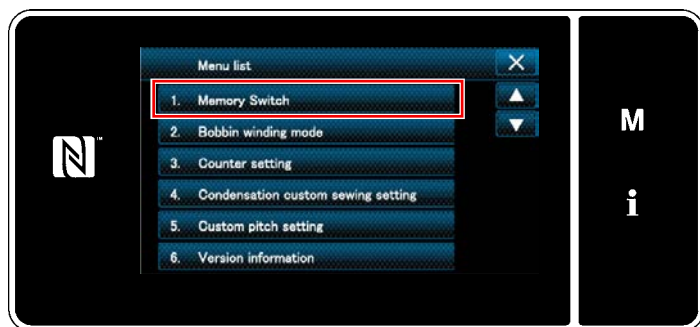 Menu list
1. Memory Switch
2. Bobbin winding mode
3. Counter setting
4. Condensation custom sewing setting
5. Custom pitch setting
6. Version information
M
i